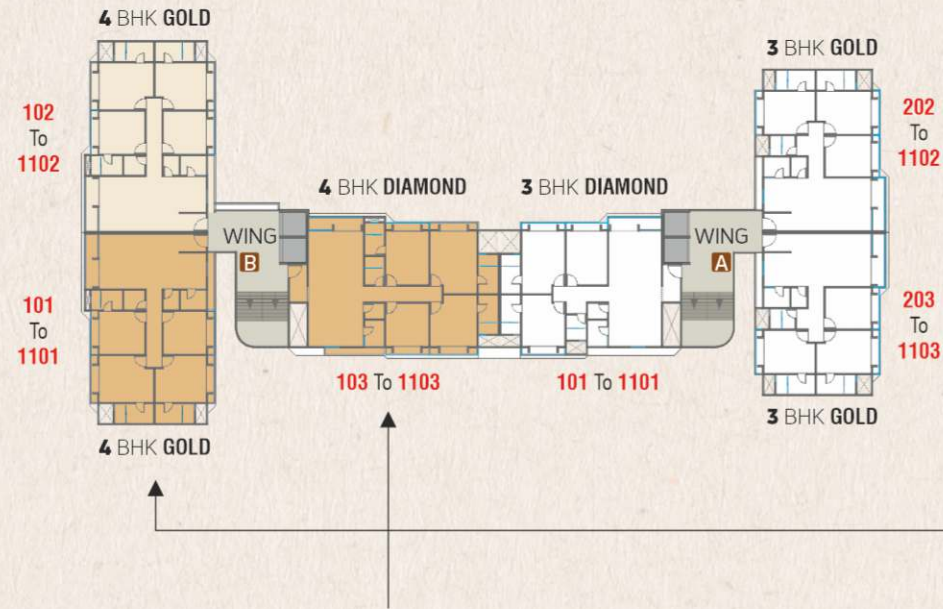 4 BHK GOLD
3 BHK GOLD
102
To
1102
202
To
1102
4 BHK DIAMOND
3 BHK DIAMOND
WING
B
WING
A
101
To
1101
203
To
1103
103 To 1103
101 To 1101
4 BHK GOLD
3 BHK GOLD